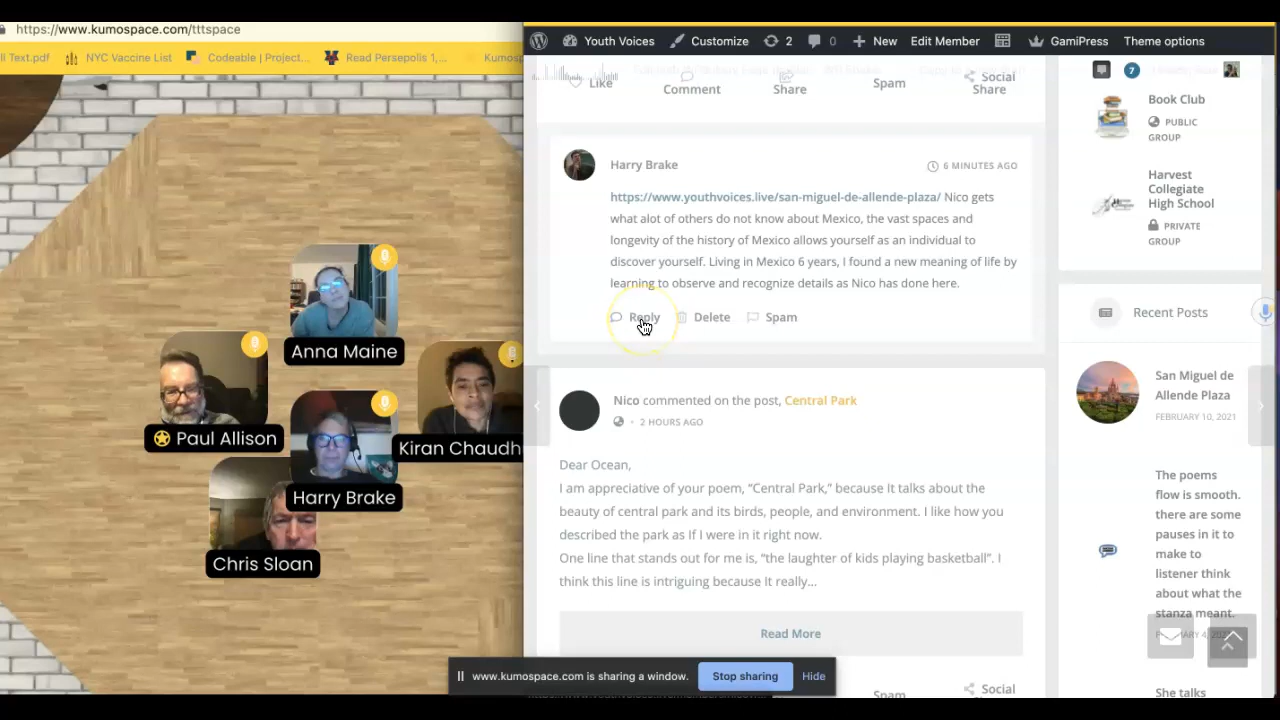 https://www.kumospace.com/tttspace
ll Text.pdf
NYC Vaccine List
Codeable | Project...
Read Persepolis 1,...
Kumosp
Anna Maine
Paul Allison
Kiran Chaudh
Harry Brake
Chris Sloan
Youth Voices
Customize
2
0
New
Edit Member
GamiPress
Theme options
Like
Comment
Share
Spam
Social
Share
7
Harry Brake
6 MINUTES AGO
https://www.youthvoices.live/san-miguel-de-allende-plaza/ Nico gets
what alot of others do not know about Mexico, the vast spaces and
longevity of the history of Mexico allows yourself as an individual to
discover yourself. Living in Mexico 6 years, I found a new meaning of life by
learning to observe and recognize details as Nico has done here.
Reply
Delete
Spam
Nico commented on the post, Central Park
• 2 HOURS AGO
Dear Ocean,
I am appreciative of your poem, “Central Park,” because It talks about the
beauty of central park and its birds, people, and environment. I like how you
described the park as If I were in it right now.
One line that stands out for me is, “the laughter of kids playing basketball”. I
think this line is intriguing because It really...
Read More
Spam
Social
Book Club
PUBLIC
GROUP
Harvest
Collegiate
High School
PRIVATE
GROUP
Recent Posts
San Miguel de
Allende Plaza
FEBRUARY 10, 2021
The poems
flow is smooth.
there are some
pauses in it to
make to
listener think
about what the
stanza meant.
She talks
www.kumospace.com is sharing a window.
Stop sharing
Hide